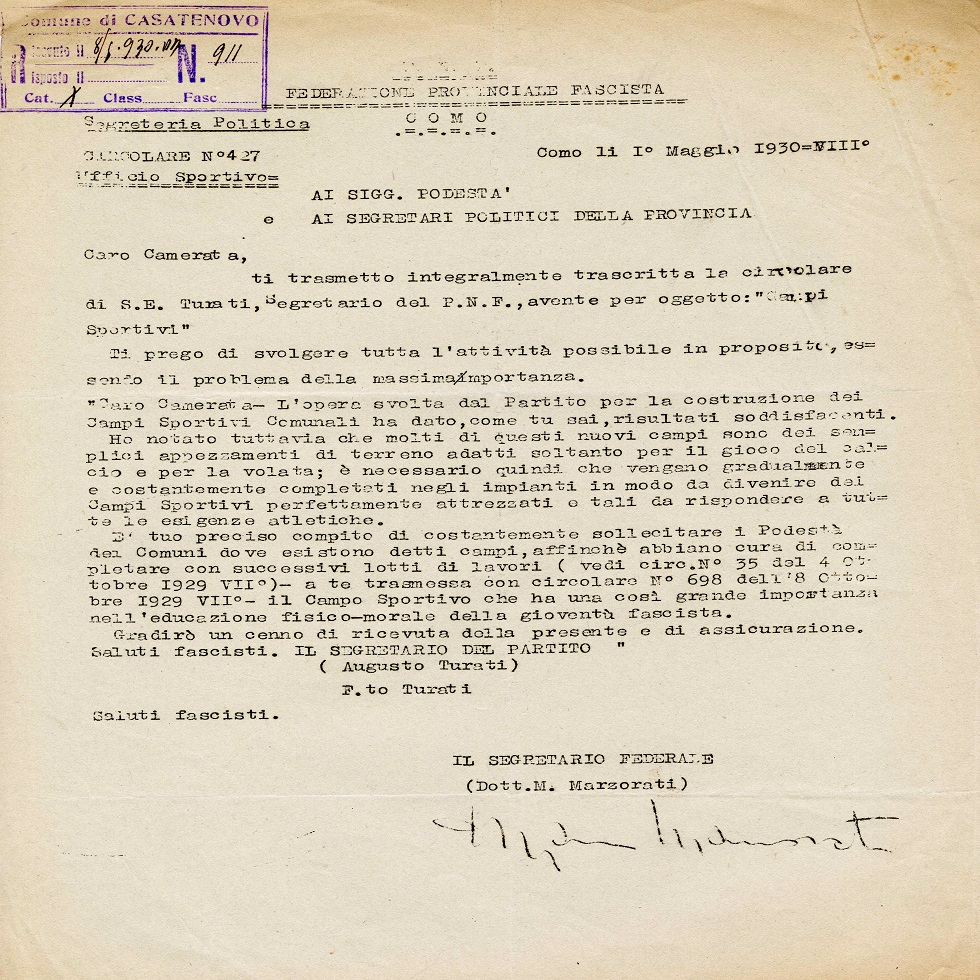 Comune di CASATENOVO
Ricevuto il 8/5.930.VIII N. 911
Risposto il
Cat. X Class Fasc
P. N. F.
FEDERAZIONE PROVINCIALE FASCISTA
Segreteria Politica
C O M O
.=.=.=.=.
CIRCOLARE N°427
Como li I° Maggio I930=VIII°
Ufficio Sportivo=
AI SIGG. PODESTA'
e AI SEGRETARI POLITICI DELLA PROVINCIA
Caro Camerata,
ti trasmetto integralmente trascritta la circolare
di S.E. Turati, Segretario del P.N.F.,avente per oggetto:"Campi
Sportivi"
Ti prego di svolgere tutta l'attività possibile in proposito,es=
sendo il problema della massima/importanza.
"Caro Camerata— L'opera svolta dal Partito per la costruzione dei
Campi Sportivi Comunali ha dato,come tu sai,risultati soddisfacenti.
Ho notato tuttavia che molti di questi nuovi campi sono dei sem=
plici appezzamenti di terreno adatti soltanto per il gioco del cal=
cio e per la volata; è necessario quindi che vengano gradualmente
e costantemente completati negli impianti in modo da divenire dei
Campi Sportivi perfettamente attrezzati e tali da rispondere a tut=
te le esigenze atletiche.
E' tuo preciso compito di costantemente sollecitare i Podestà
dei Comuni dove esistono detti campi,affinchè abbiano cura di com=
pletare con successivi lotti di lavori ( vedi circ.N° 35 del 4 Ot-
tobre I929 VII°)— a te trasmessa con circolare N° 698 dell'8 Otto=
bre I929 VII°— il Campo Sportivo che ha una così grande importanza
nell'educazione fisico—morale della gioventù fascista.
Gradirò un cenno di ricevuta della presente e di assicurazione.
Saluti fascisti. IL SEGRETARIO DEL PARTITO "
( Augusto Turati)
F.to Turati
Saluti fascisti.
IL SEGRETARIO FEDERALE
(Dott.M. Marzorati)